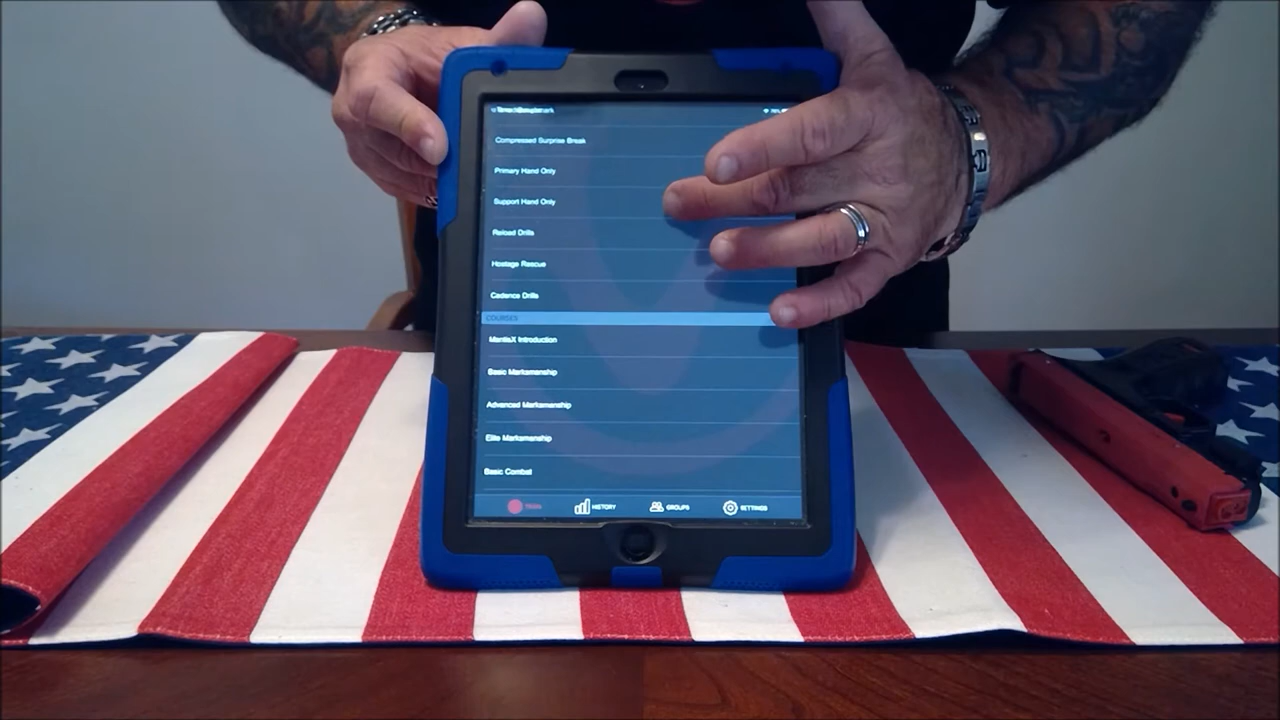 Compressed Surprise Break
Primary Hand Only
Support Hand Only
Reload Drills
Hostage Rescue
Cadence Drills
COURSES
MantisX Introduction
Basic Marksmanship
Advanced Marksmanship
Elite Marksmanship
Basic Combat
TRAIN HISTORY GROUPS SETTINGS